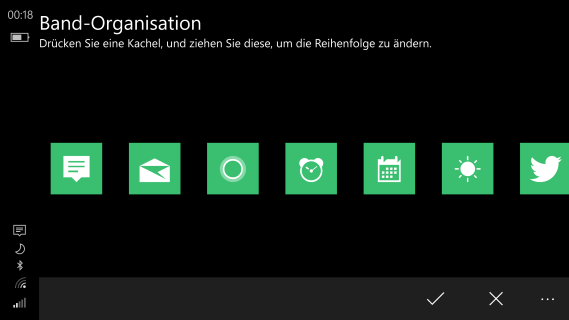 00:18
Band-Organisation
Drücken Sie eine Kachel, und ziehen Sie diese, um die Reihenfolge zu ändern.